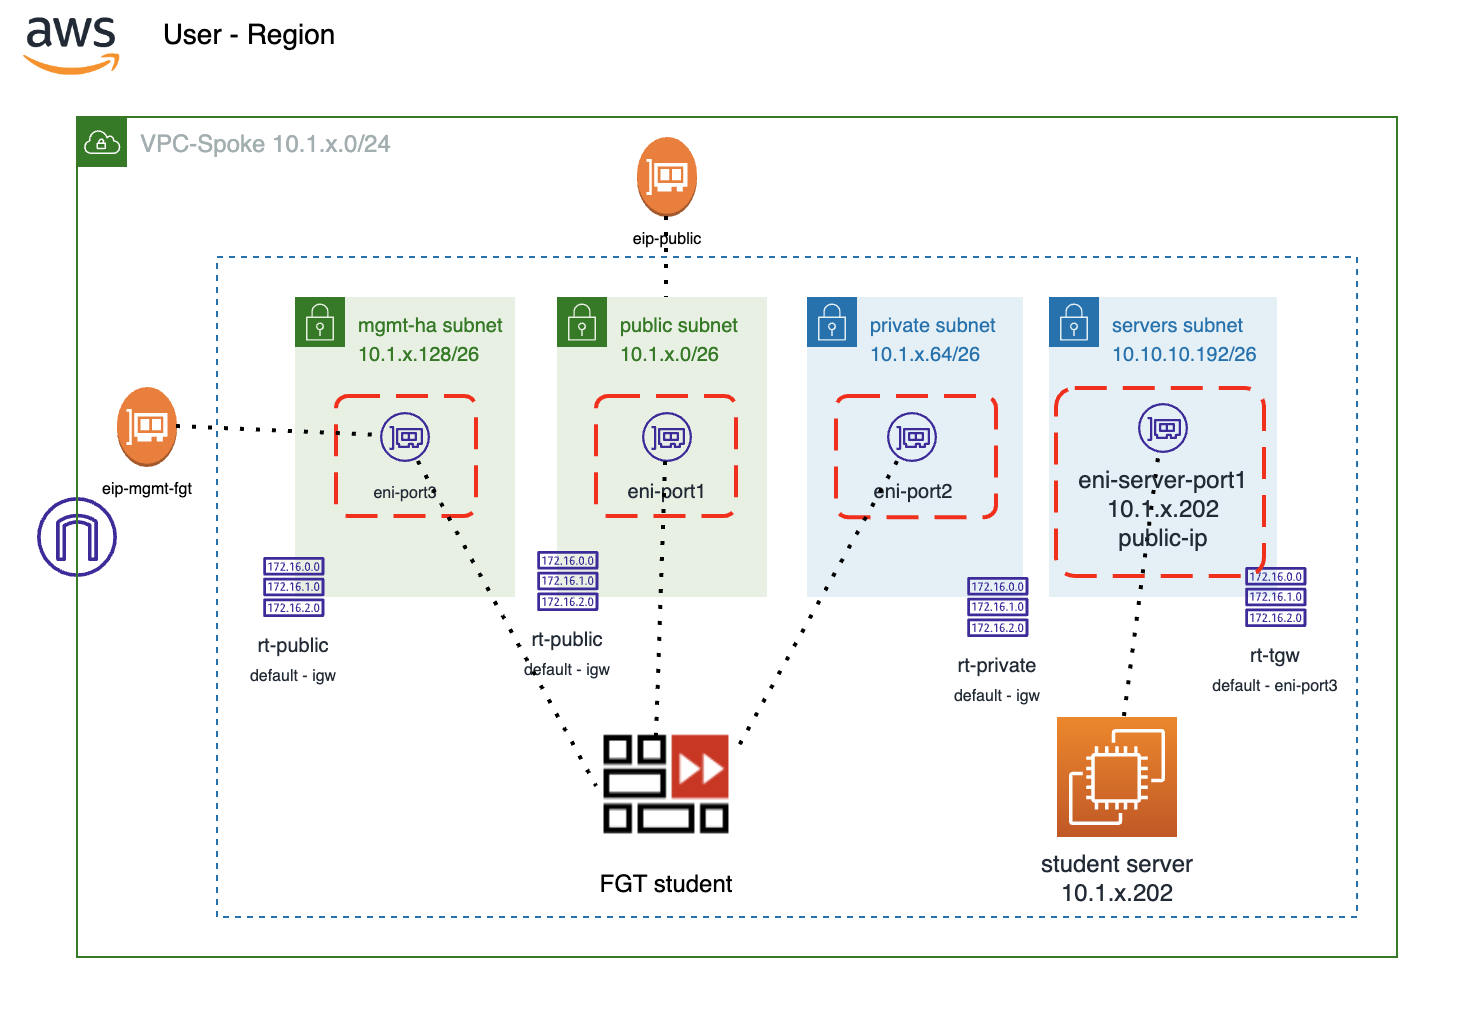 aws
User - Region
VPC-Spoke 10.1.x.0/24
eip-public
mgmt-ha subnet
10.1.x.128/26
public subnet
10.1.x.0/26
private subnet
10.1.x.64/26
servers subnet
10.10.10.192/26
eip-mgmt-fgt
eni-port3
eni-port1
eni-port2
eni-server-port1
10.1.x.202
public-ip
172.16.0.0
172.16.1.0
172.16.2.0
rt-public
default - igw
172.16.0.0
172.16.1.0
172.16.2.0
rt-public
default - igw
172.16.0.0
172.16.1.0
172.16.2.0
rt-private
default - igw
172.16.0.0
172.16.1.0
172.16.2.0
rt-tgw
default - eni-port3
FGT student
student server
10.1.x.202